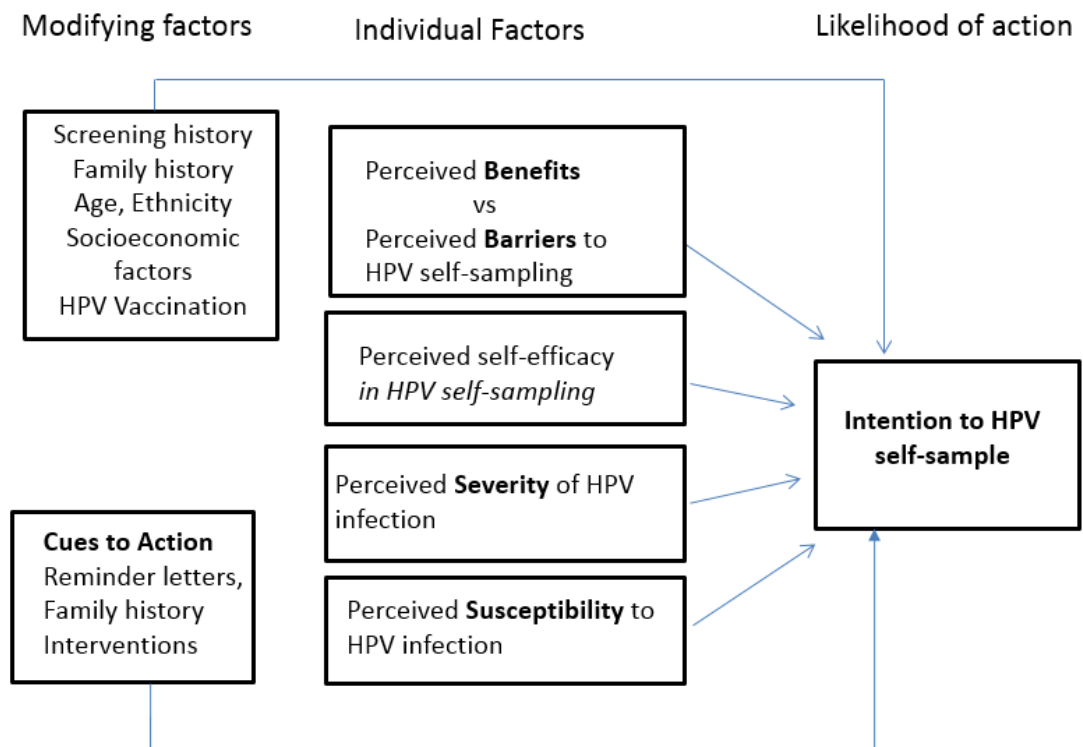 Modifying factors
Individual Factors
Likelihood of action
Screening history
Family history
Age, Ethnicity
Socioeconomic
factors
HPV Vaccination
Cues to Action
Reminder letters,
Family history
Interventions
Perceived Benefits
vs
Perceived Barriers to
HPV self-sampling
Perceived self-efficacy
in HPV self-sampling
Perceived Severity of HPV
infection
Perceived Susceptibility to
HPV infection
Intention to HPV
self-sample